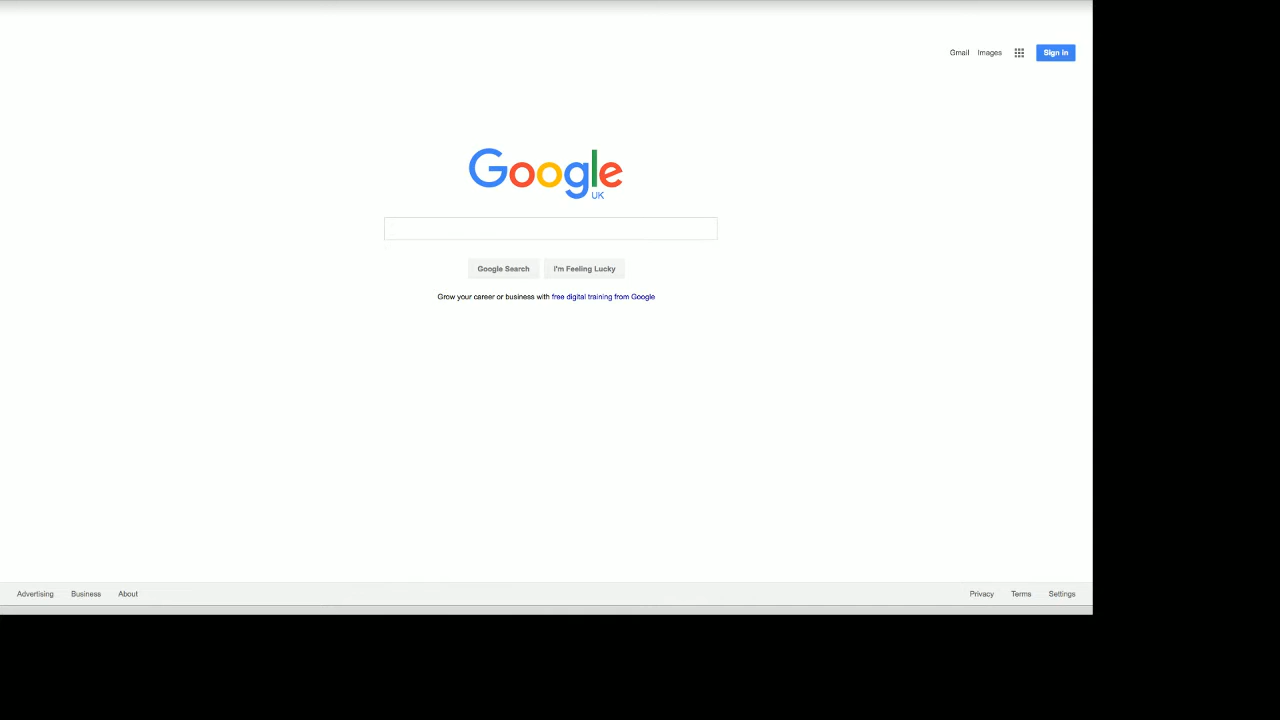 Gmail Images Sign in
Google
UK
Google Search I'm Feeling Lucky
Grow your career or business with free digital training from Google
Advertising Business About Privacy Terms Settings